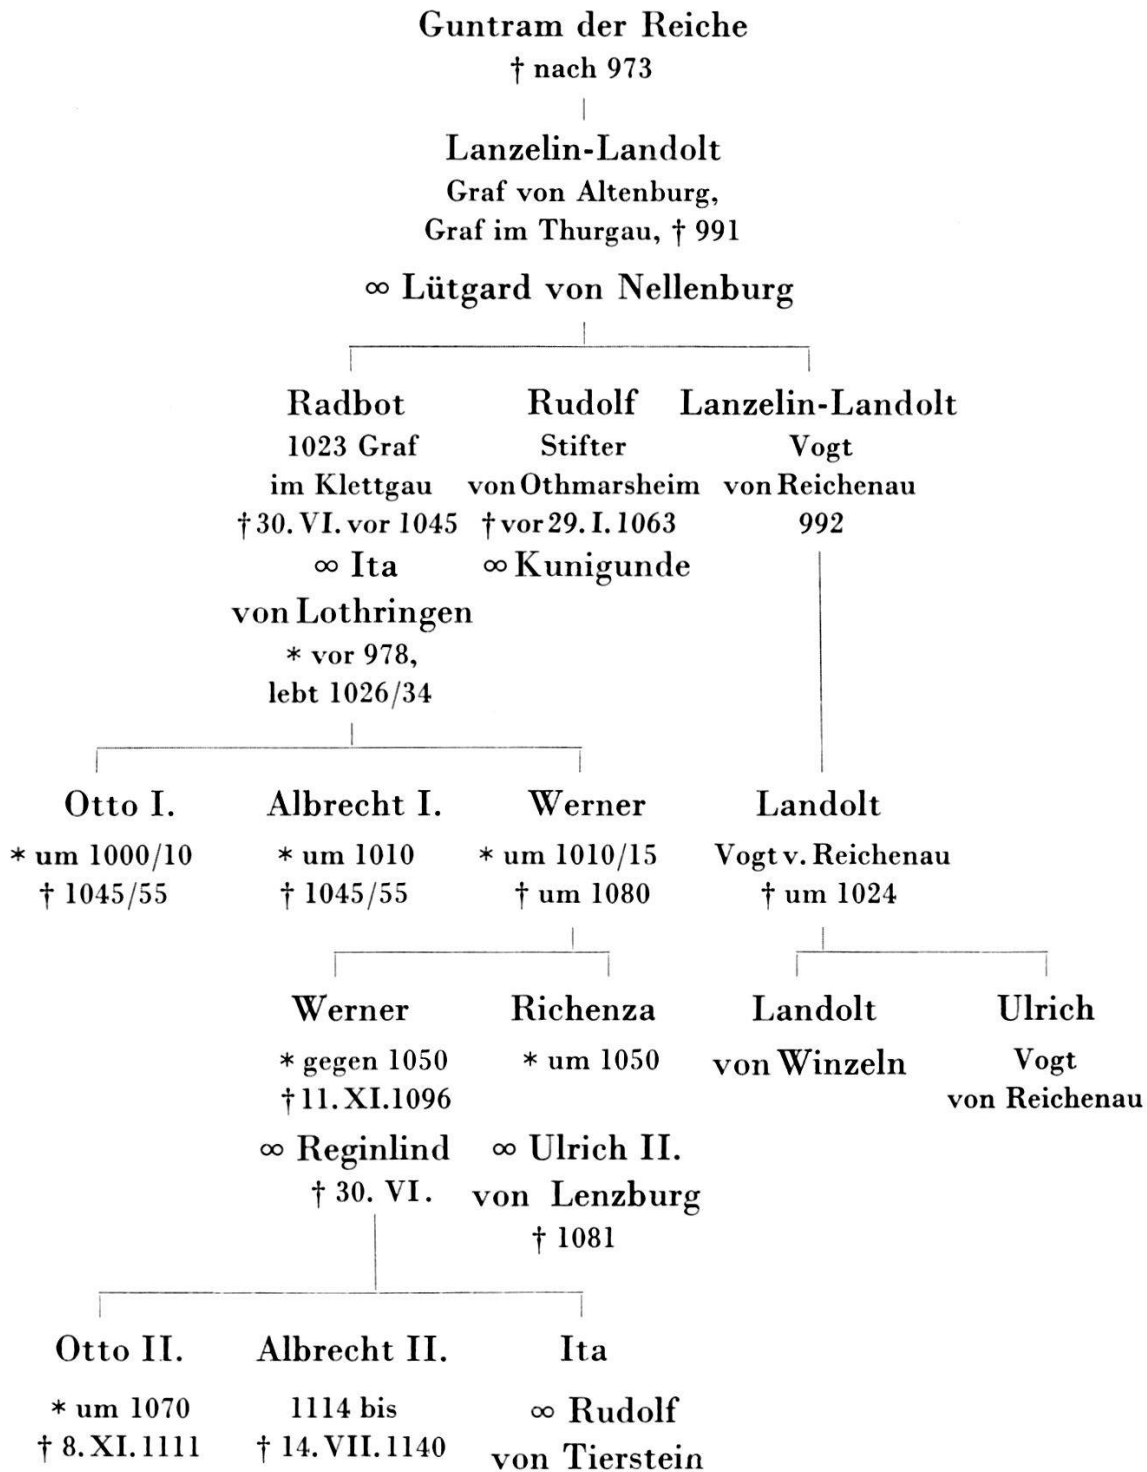 Guntram der Reiche
† nach 973
Lanzelin-Landolt
Graf von Altenburg,
Graf im Thurgau, † 991
∞ Lütgard von Nellenburg
Radbot
1023 Graf
im Klettgau
† 30. VI. vor 1045
∞ Ita
von Lothringen
* vor 978,
lebt 1026/34
Rudolf
Stifter
von Othmarsheim
† vor 29. I. 1063
∞ Kunigunde
Lanzelin-Landolt
Vogt
von Reichenau
992
Otto I.
* um 1000/10
† 1045/55
Albrecht I.
* um 1010
† 1045/55
Werner
* um 1010/15
† um 1080
Landolt
Vogt v. Reichenau
† um 1024
Werner
* gegen 1050
† 11. XI. 1096
∞ Reginlind
† 30. VI.
Richenza
* um 1050
∞ Ulrich II.
von Lenzburg
† 1081
Landolt
von Winzeln
Ulrich
Vogt
von Reichenau
Otto II.
* um 1070
† 8. XI. 1111
Albrecht II.
1114 bis
† 14. VII. 1140
Ita
∞ Rudolf
von Tierstein